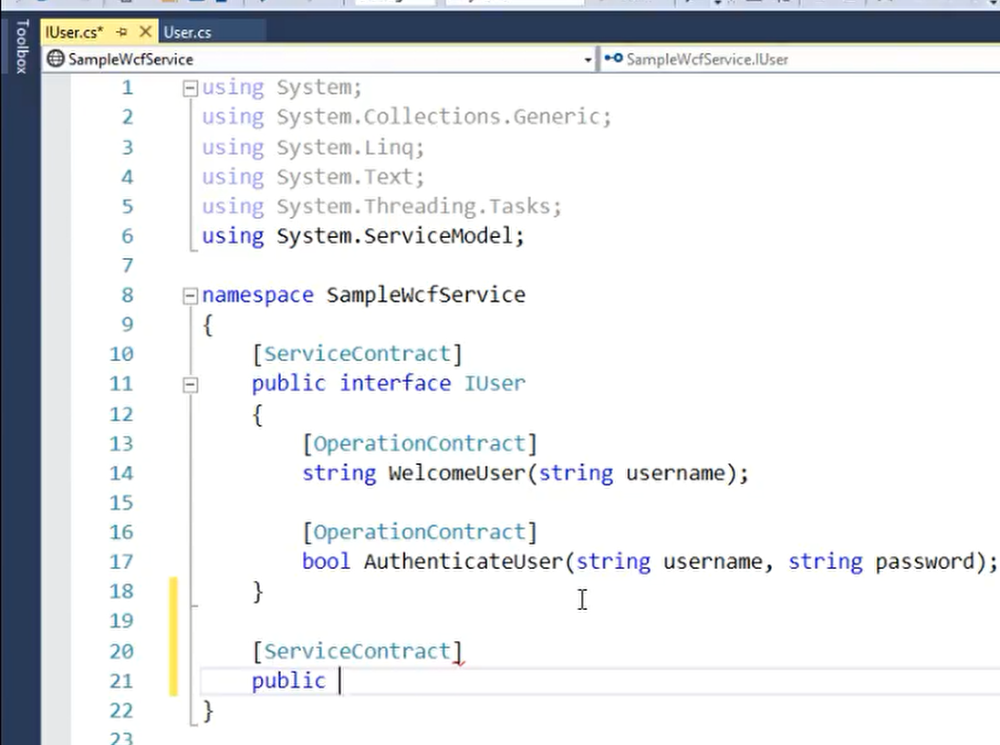 Toolbox
IUser.cs* User.cs
SampleWcfService SampleWcfService.IUser
1 using System;
2 using System.Collections.Generic;
3 using System.Linq;
4 using System.Text;
5 using System.Threading.Tasks;
6 using System.ServiceModel;
7
8 namespace SampleWcfService
9 {
10 [ServiceContract]
11 public interface IUser
12 {
13 [OperationContract]
14 string WelcomeUser(string username);
15
16 [OperationContract]
17 bool AuthenticateUser(string username, string password);
18 }
19
20 [ServiceContract]
21 public
22 }
23